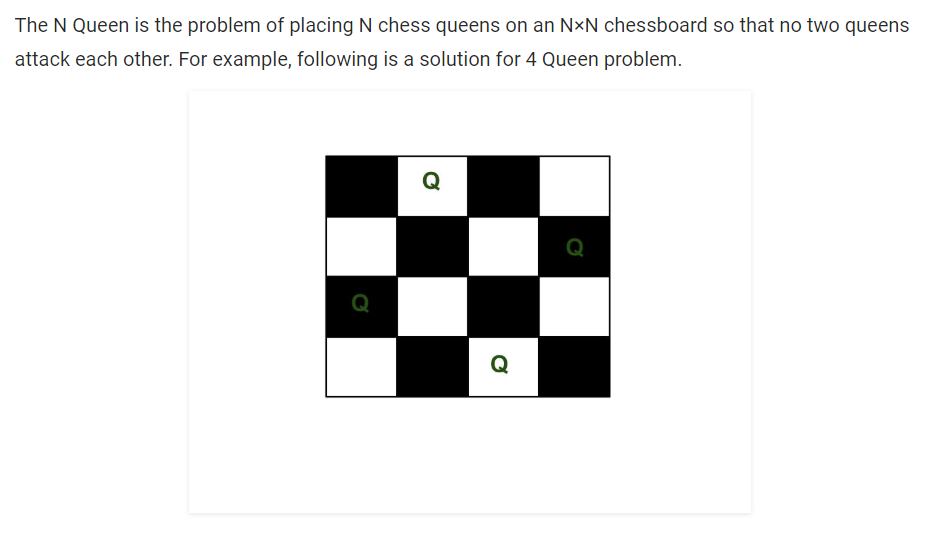 The N Queen is the problem of placing N chess queens on an N×N chessboard so that no two queens
attack each other. For example, following is a solution for 4 Queen problem.
Q
Q
Q
Q